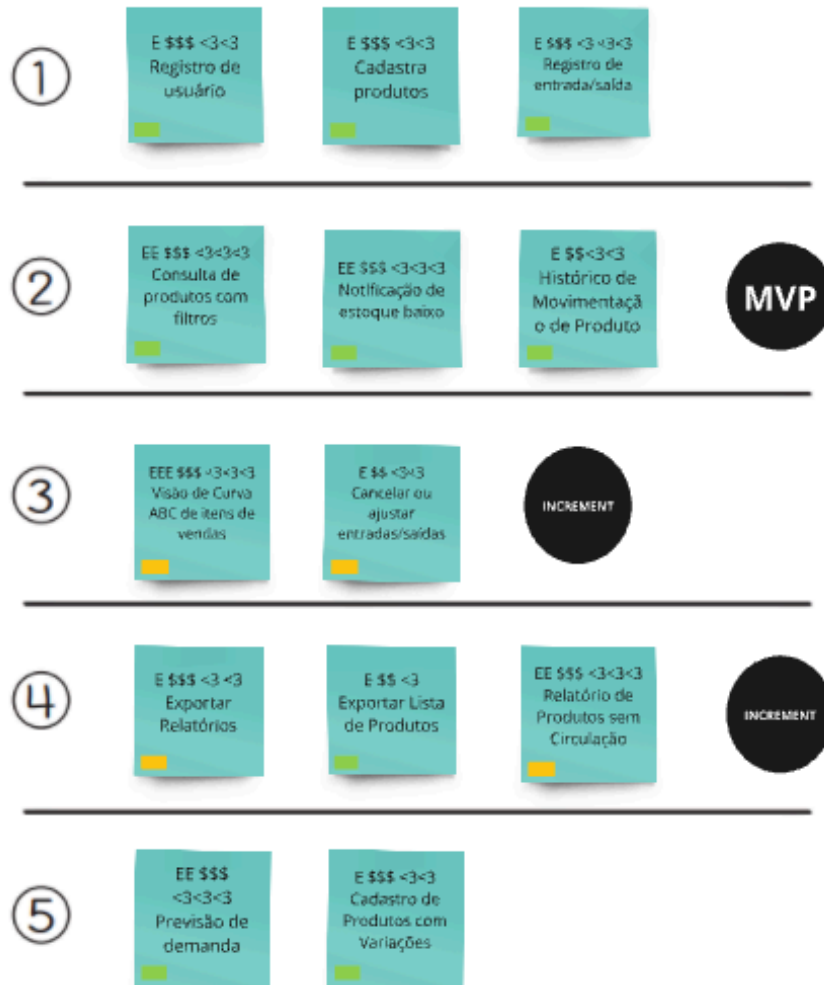 1
E $$$ <3<3
Registro de
usuário
E $$$ <3<3
Cadastra
produtos
E $$$ <3 <3<3
Registro de
entrada/saída
2
EE $$$ <3<3<3
Consulta de
produtos com
filtros
EE $$$ <3<3<3
Notificação de
estoque baixo
E $$<3<3
Histórico de
Movimentaçã
o de Produto
MVP
3
EEE $$$ <3<3<3
Visão de Curva
ABC de itens de
vendas
E $$ <3<3
Cancelar ou
ajustar
entradas/saídas
INCREMENT
4
E $$$ <3 <3
Exportar
Relatórios
E $$ <3
Exportar Lista
de Produtos
EE $$$ <3<3<3
Relatório de
Produtos sem
Circulação
INCREMENT
5
EE $$$
<3<3<3
Previsão de
demanda
E $$$ <3<3
Cadastro de
Produtos com
Variações